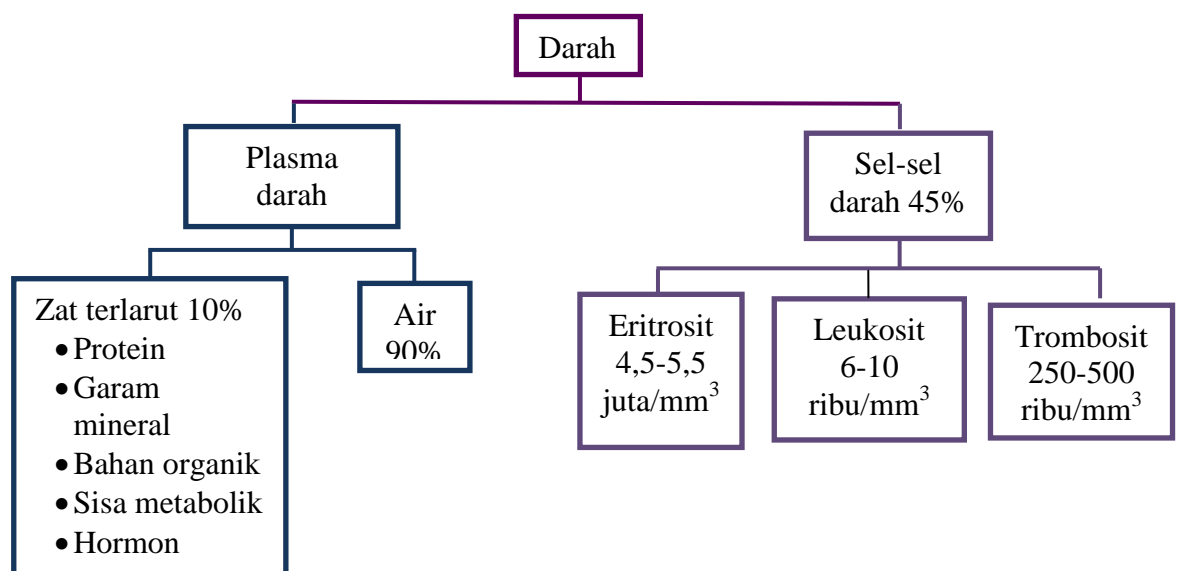 Darah
Plasma
darah
Sel-sel
darah 45%
Zat terlarut 10%
• Protein
• Garam
mineral
• Bahan organik
• Sisa metabolik
• Hormon
Air
90%
Eritrosit
4,5-5,5
juta/mm³
Leukosit
6-10
ribu/mm³
Trombosit
250-500
ribu/mm³